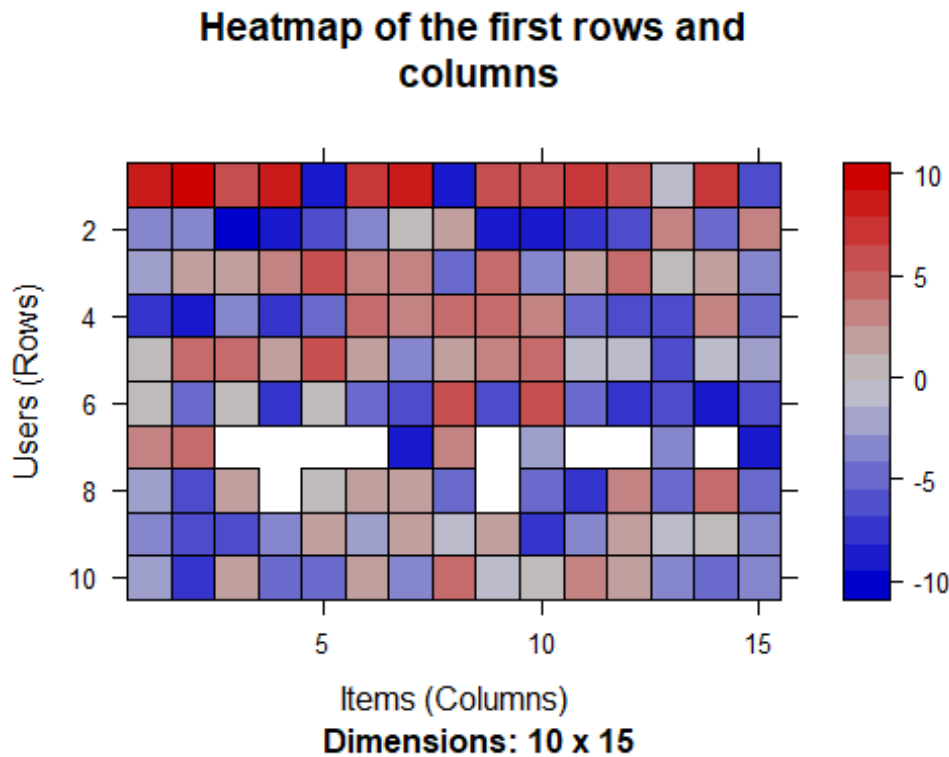 Heatmap of the first rows and
columns
5
10
15
2
4
6
8
10
Users (Rows)
10
5
0
-5
-10
Items (Columns)
Dimensions: 10 x 15